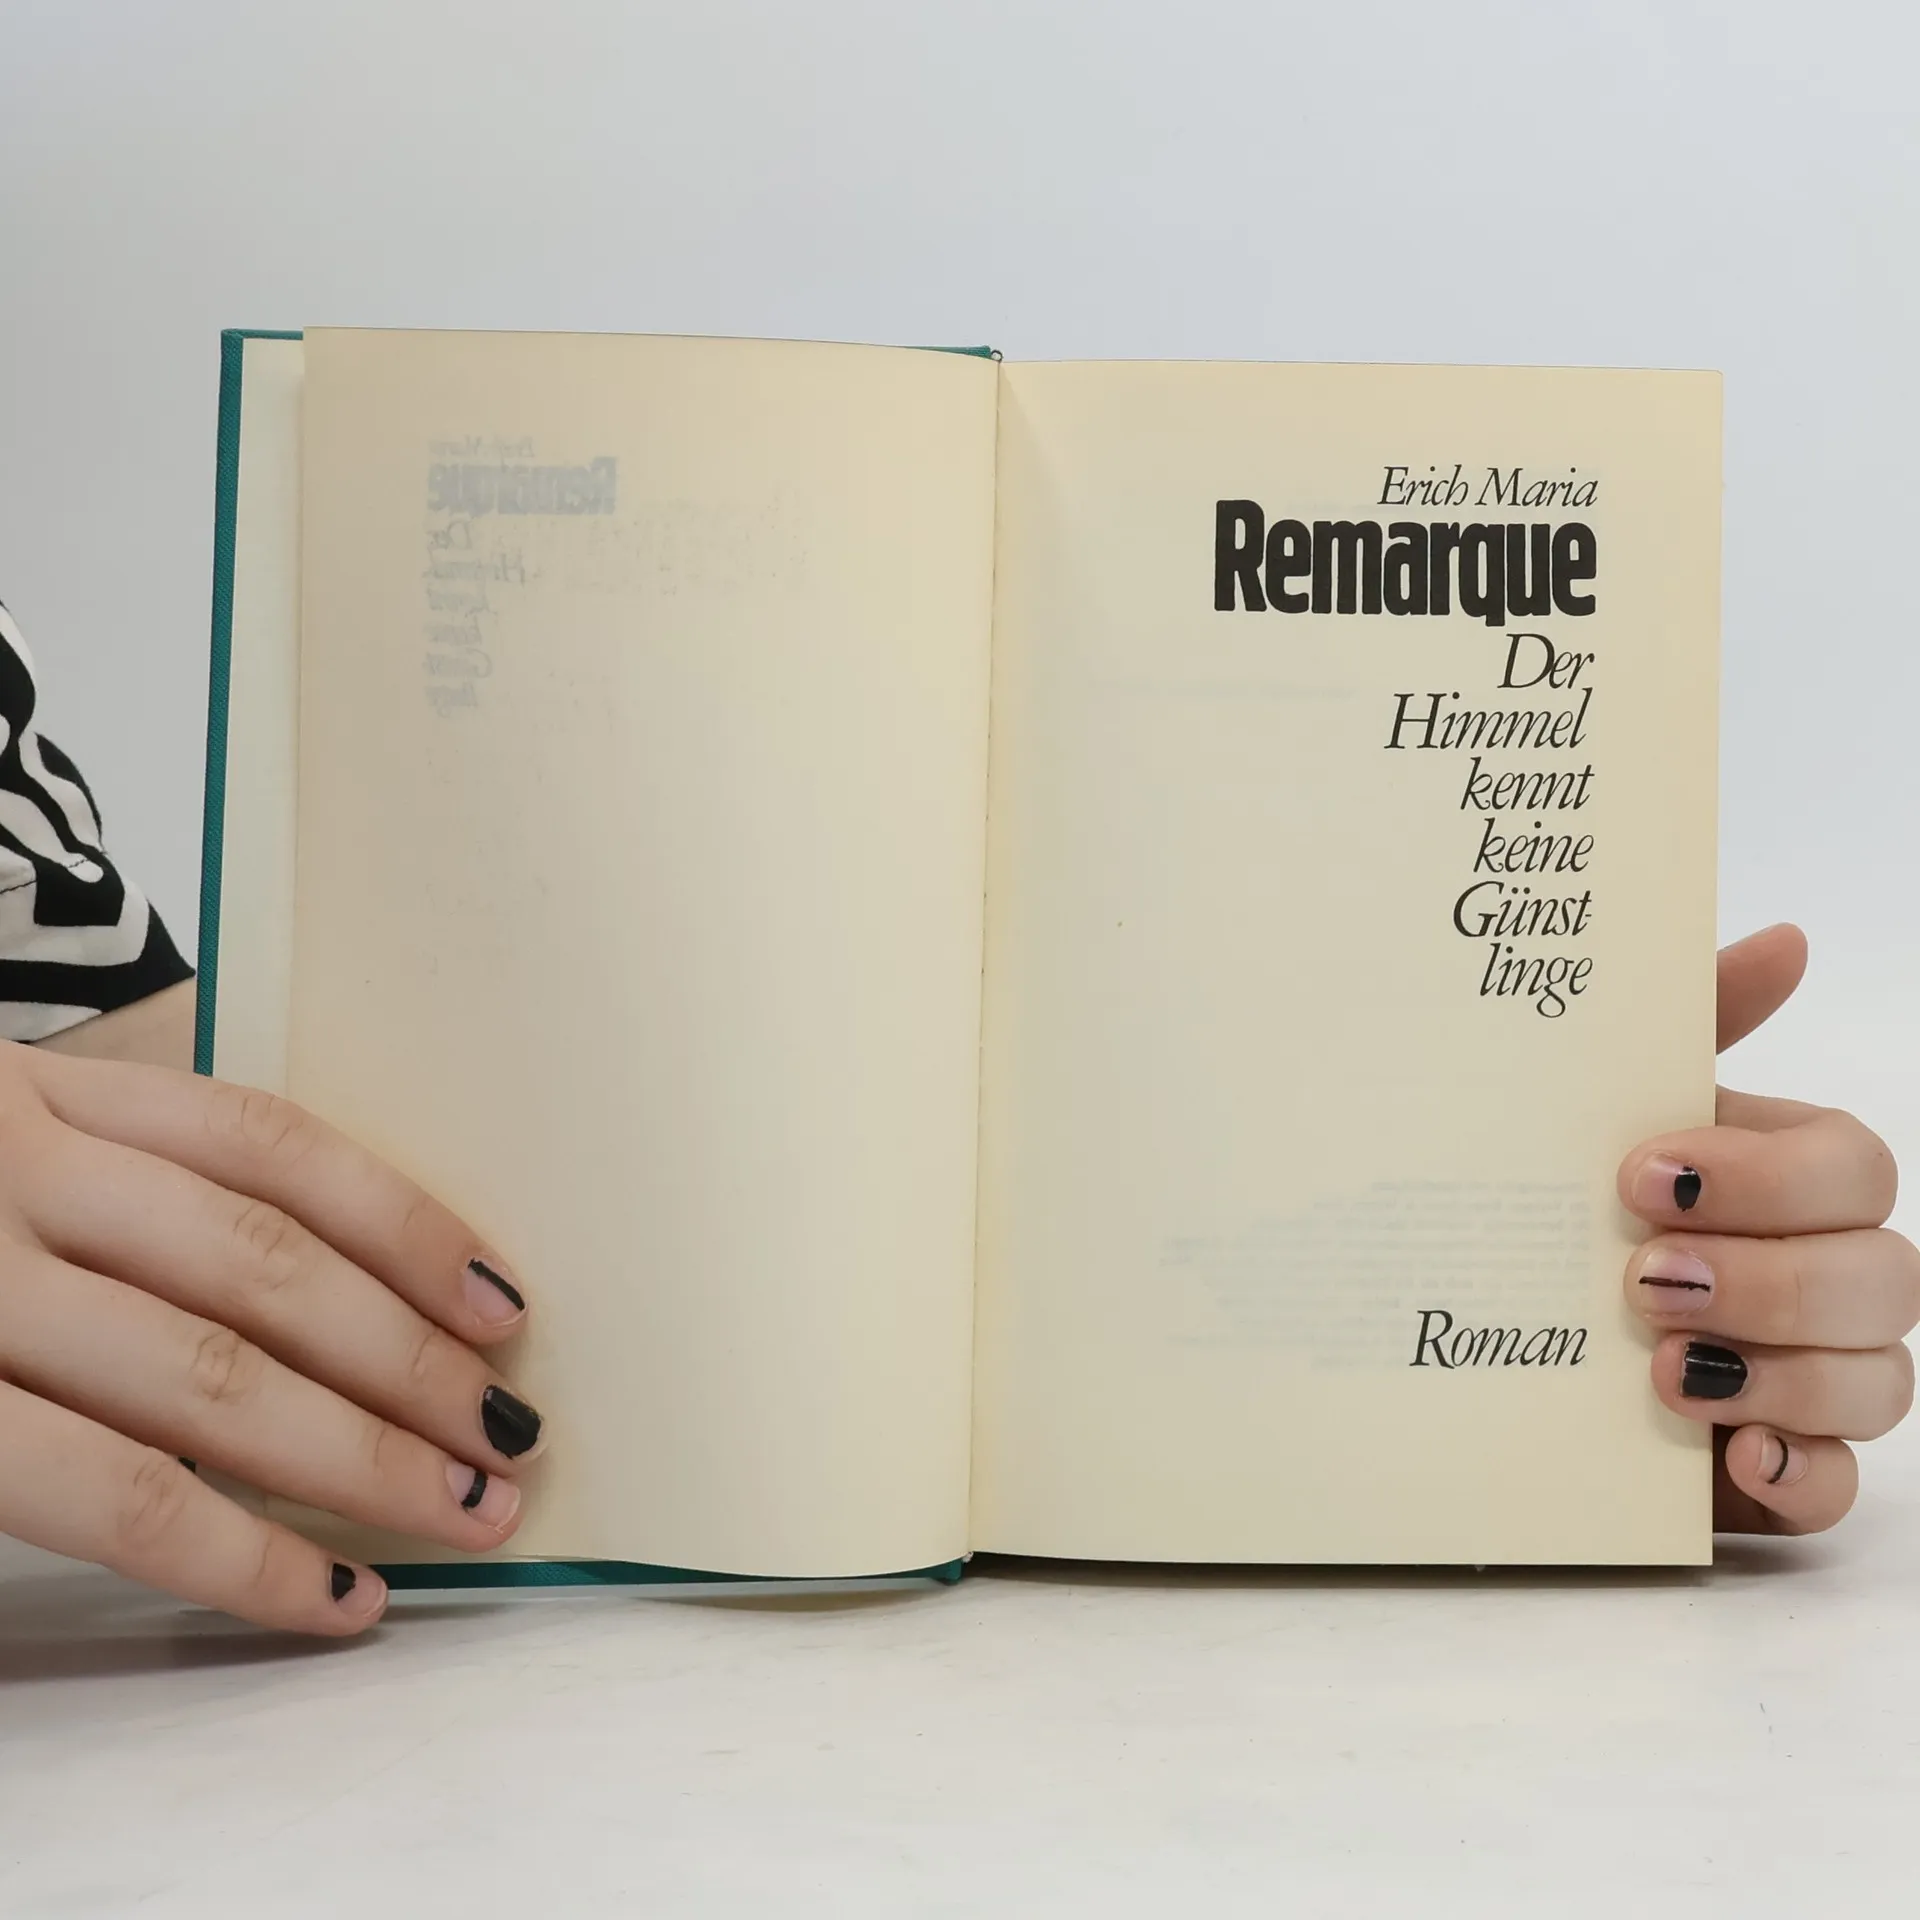 Erich Maria
Remarque
Der
Himmel
kennt
keine
Günst-
linge
Roman